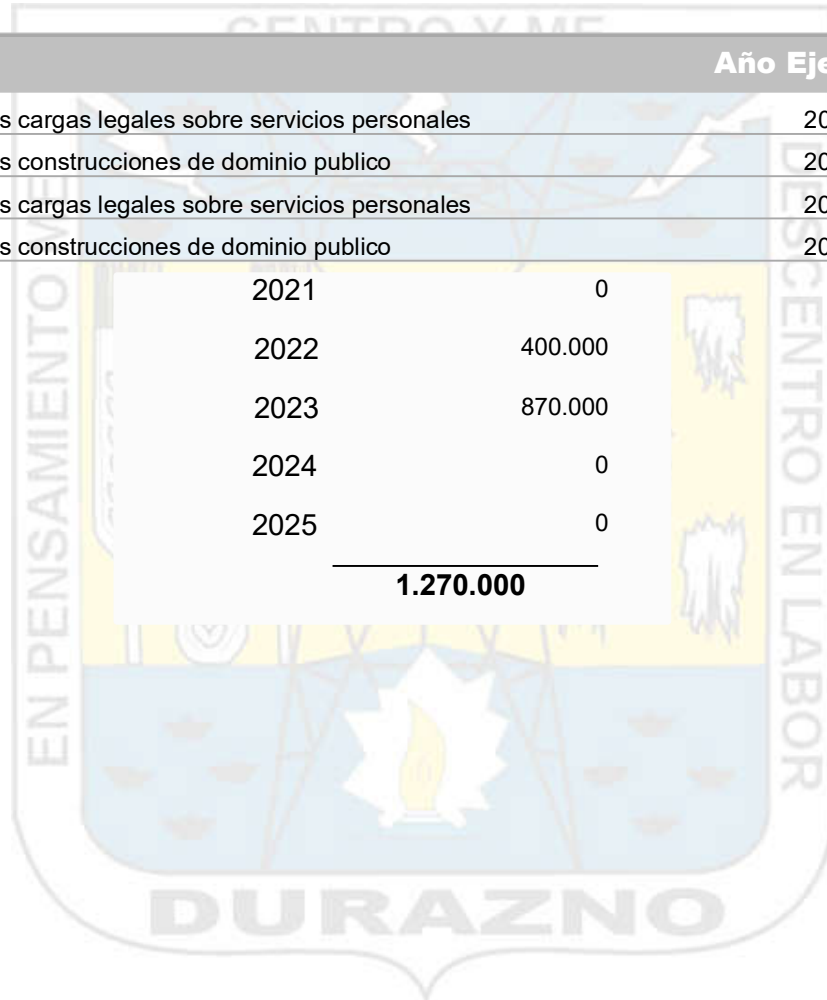 CENTRO Y ME
Año Eje
s cargas legales sobre servicios personales 20
s construcciones de dominio publico 20
s cargas legales sobre servicios personales 20
s construcciones de dominio publico 20
2021 0
2022 400.000
2023 870.000
2024 0
2025 0
1.270.000
EN PENSAMIENTO ME
DESCENTRO EN LABOR
DURAZNO